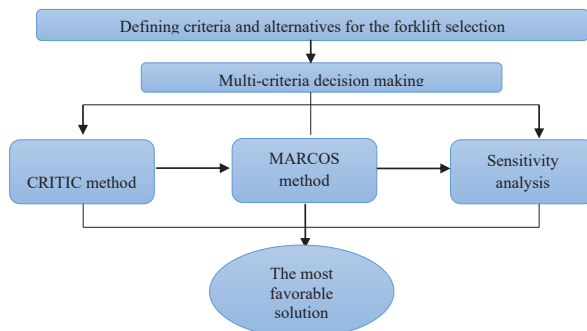 Defining criteria and alternatives for the forklift selection
Multi-criteria decision making
CRITIC method
MARCOS
method
Sensitivity
analysis
The most
favorable
solution